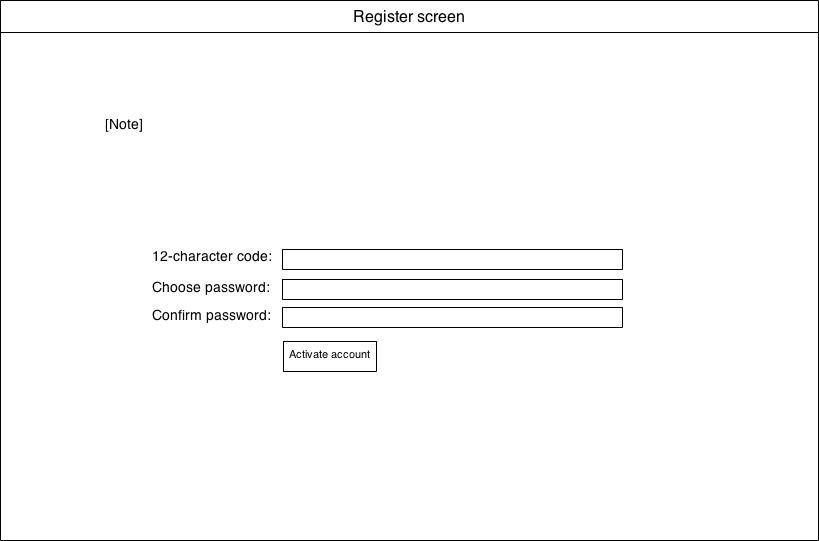 Register screen
[Note]
12-character code:
Choose password:
Confirm password:
Activate account